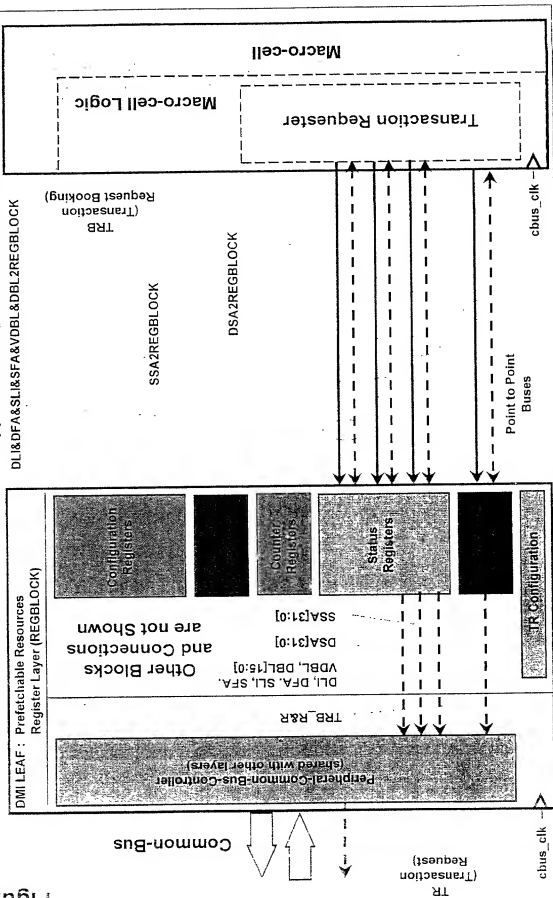 Macro-cell
Macro-cell Logic
Transaction Requester
cbus_clk
TRB
(Transaction
Request Booking)
DLI&DFA&SLI&SFA&VDBL&DBL2REGBLOCK
SSA2REGBLOCK
DSA2REGBLOCK
Point to Point
Buses
DMI LEAF : Prefetchable Resources
Register Layer (REGBLOCK)
Configuration
Registers
Counter
Registers
Status
Registers
TR Configuration
Other Blocks
and Connections
are not Shown
SSA[31:0]
DSA[31:0]
DLI, DFA, SLI, SFA,
VDBL, DBL[15:0]
TRB_R&R
Peripheral-Common-Bus-Controller
(shared with other layers)
Common-Bus
TR
(Transaction
Request)
cbus_clk